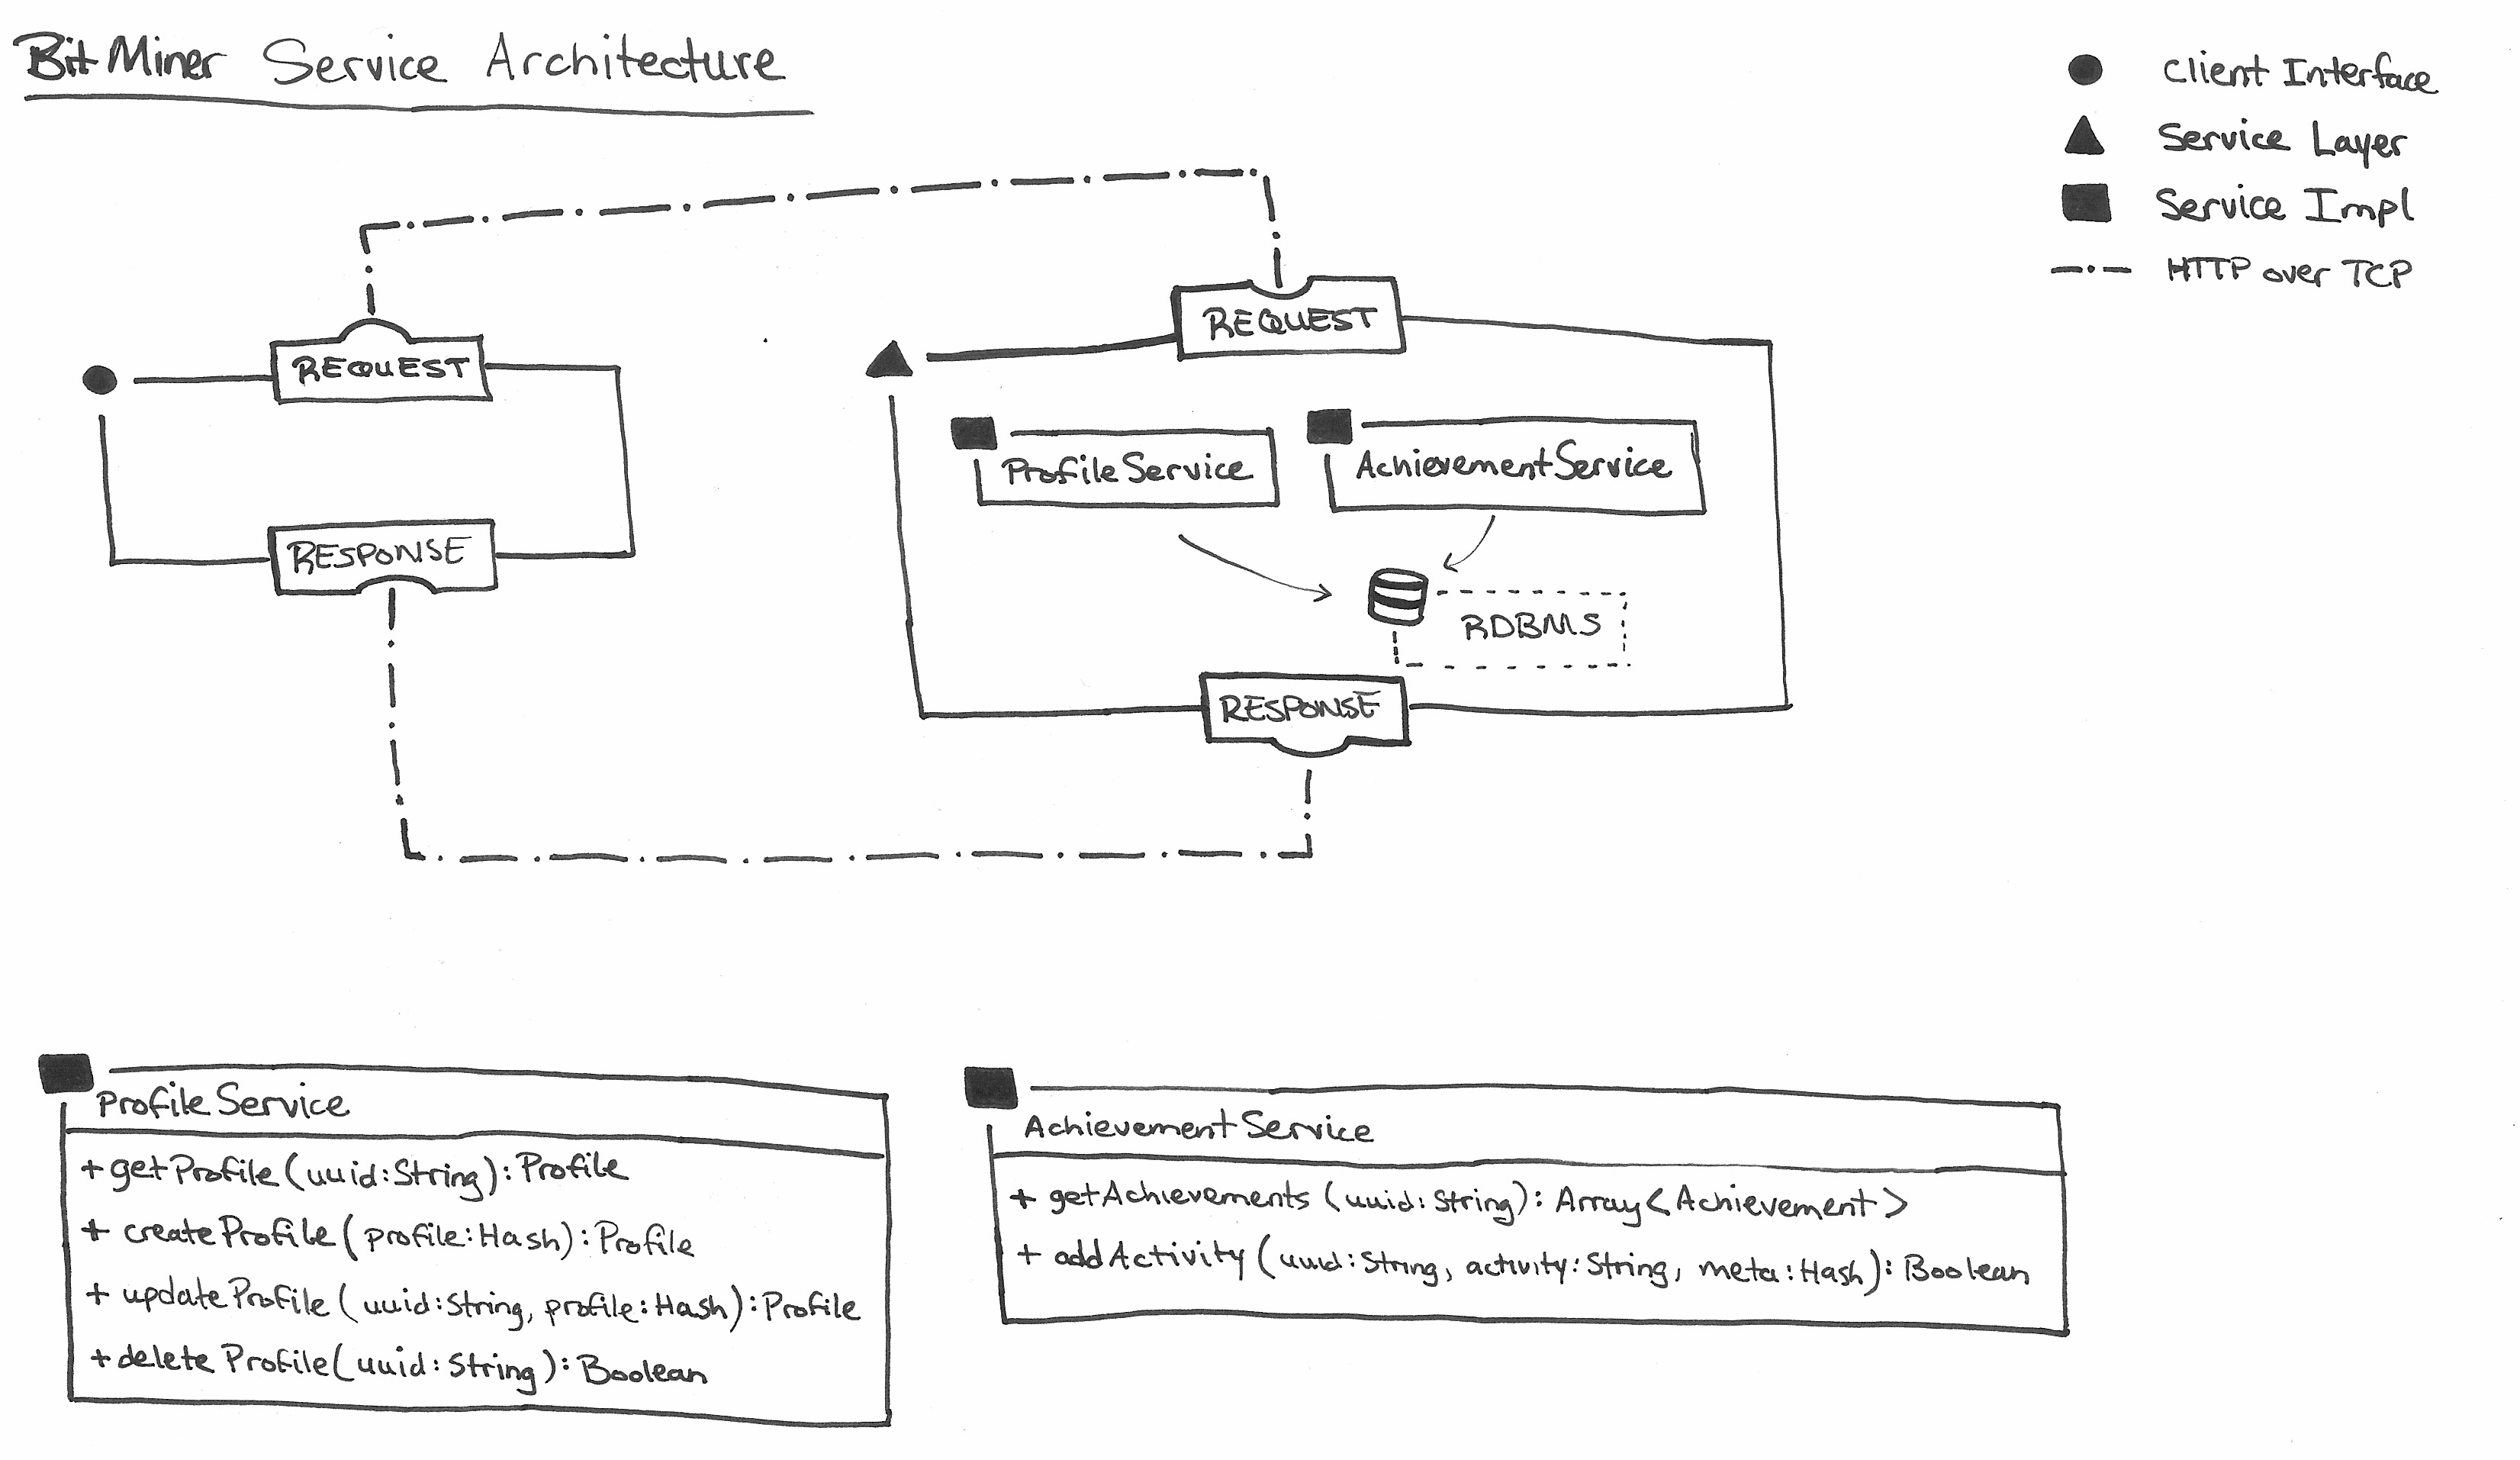 BitMiner Service Architecture
Client Interface
Service Layer
Service Impl
HTTP over TCP
REQUEST
RESPONSE
REQUEST
ProfileService
AchievementService
RDBMS
RESPONSE
ProfileService
+ getProfile(uuid:String): Profile
+ createProfile(profile:Hash): Profile
+ updateProfile(uuid:String, profile:Hash): Profile
+ deleteProfile(uuid:String): Boolean
AchievementService
+ getAchievements(uuid:String): Array<Achievement>
+ addActivity(uuid:String, activity:String, meta:Hash): Boolean